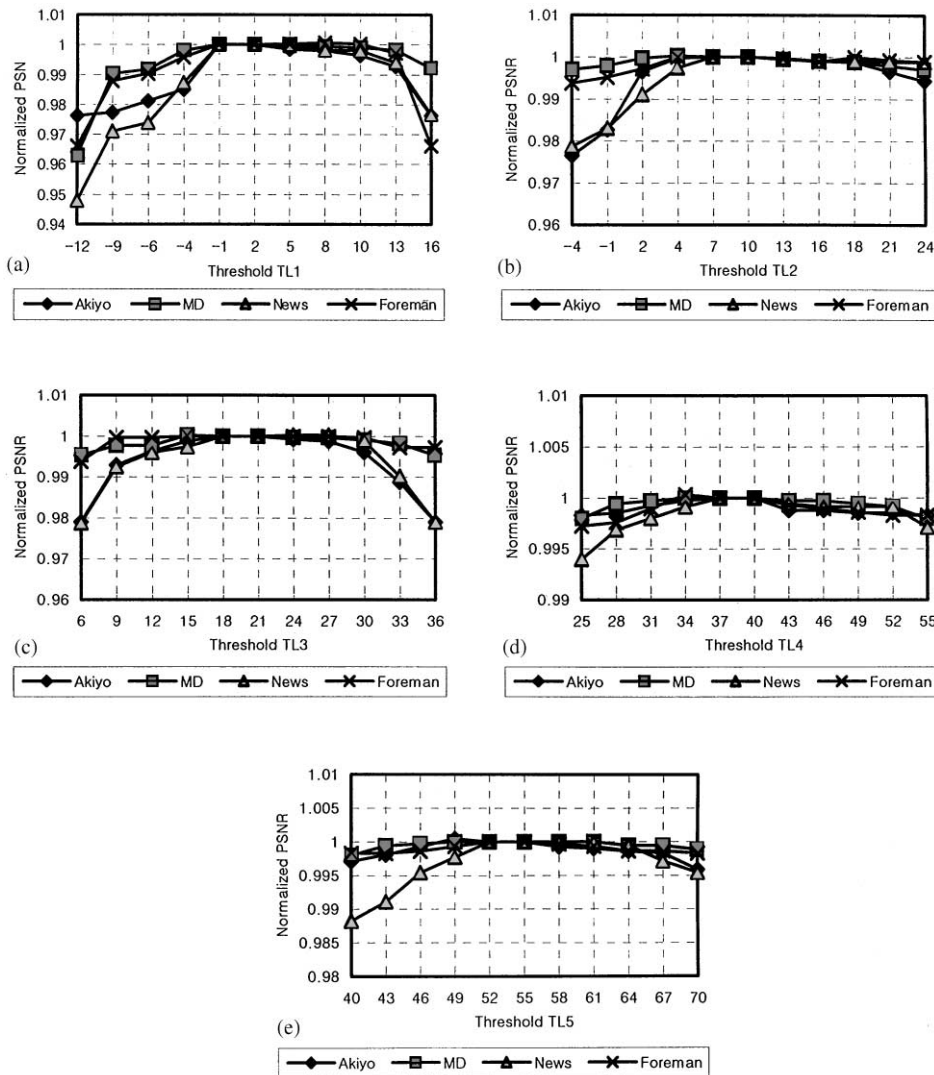 Normalized PSN
1.01
1
0.99
0.98
0.97
0.96
0.95
0.94
−12 −9 −6 −4 −1 2 5 8 10 13 16
(a)
Threshold TL1
Akiyo MD News Foreman
Normalized PSNR
1.01
1
0.99
0.98
0.97
0.96
−4 −1 2 4 7 10 13 16 18 21 24
(b)
Threshold TL2
Akiyo MD News Foreman
Normalized PSNR
1.01
1
0.99
0.98
0.97
0.96
6 9 12 15 18 21 24 27 30 33 36
(c)
Threshold TL3
Akiyo MD News Foreman
Normalized PSNR
1.01
1.005
1
0.995
0.99
25 28 31 34 37 40 43 46 49 52 55
(d)
Threshold TL4
Akiyo MD News Foreman
Normalized PSNR
1.01
1.005
1
0.995
0.99
0.985
0.98
40 43 46 49 52 55 58 61 64 67 70
(e)
Threshold TL5
Akiyo MD News Foreman